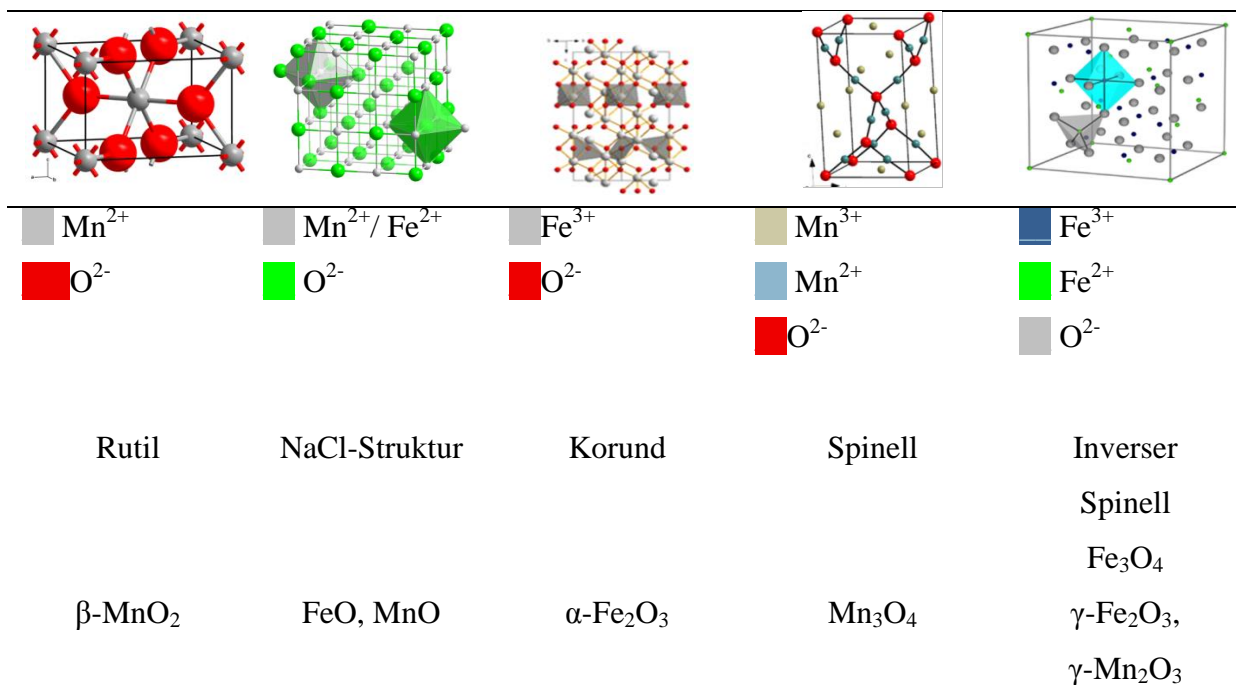 Mn²⁺ Mn²⁺/ Fe²⁺ Fe³⁺ Mn³⁺ Fe³⁺
O²⁻ O²⁻ O²⁻ Mn²⁺ Fe²⁺
O²⁻ O²⁻
Rutil NaCl-Struktur Korund Spinell Inverser
Spinell
Fe₃O₄
β-MnO₂ FeO, MnO α-Fe₂O₃ Mn₃O₄ γ-Fe₂O₃,
γ-Mn₂O₃